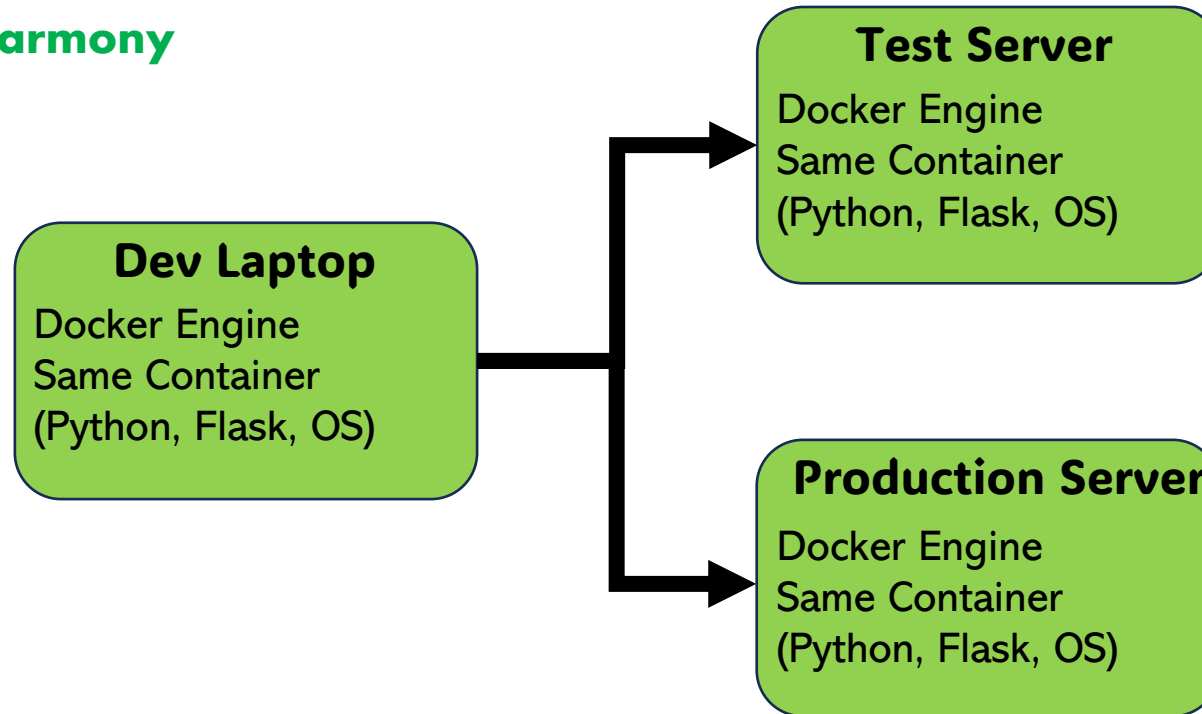 armony
Dev Laptop
Docker Engine
Same Container
(Python, Flask, OS)
Test Server
Docker Engine
Same Container
(Python, Flask, OS)
Production Server
Docker Engine
Same Container
(Python, Flask, OS)